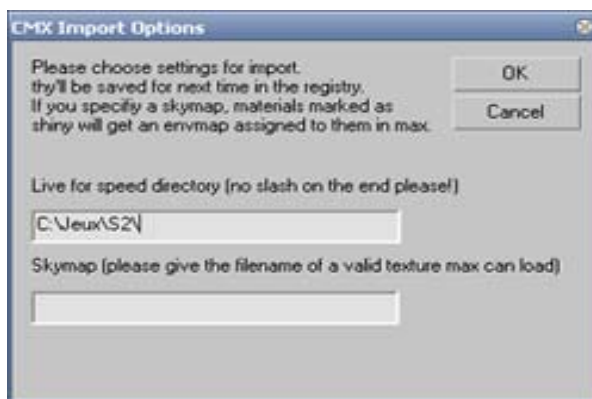 CMX Import Options
Please choose settings for import.
thy'll be saved for next time in the registry.
If you specifiy a skymap, materials marked as
shiny will get an envmap assigned to them in max.
OK
Cancel
Live for speed directory (no slash on the end please!)
C:\Jeux\S2\
Skymap (please give the filename of a valid texture max can load)